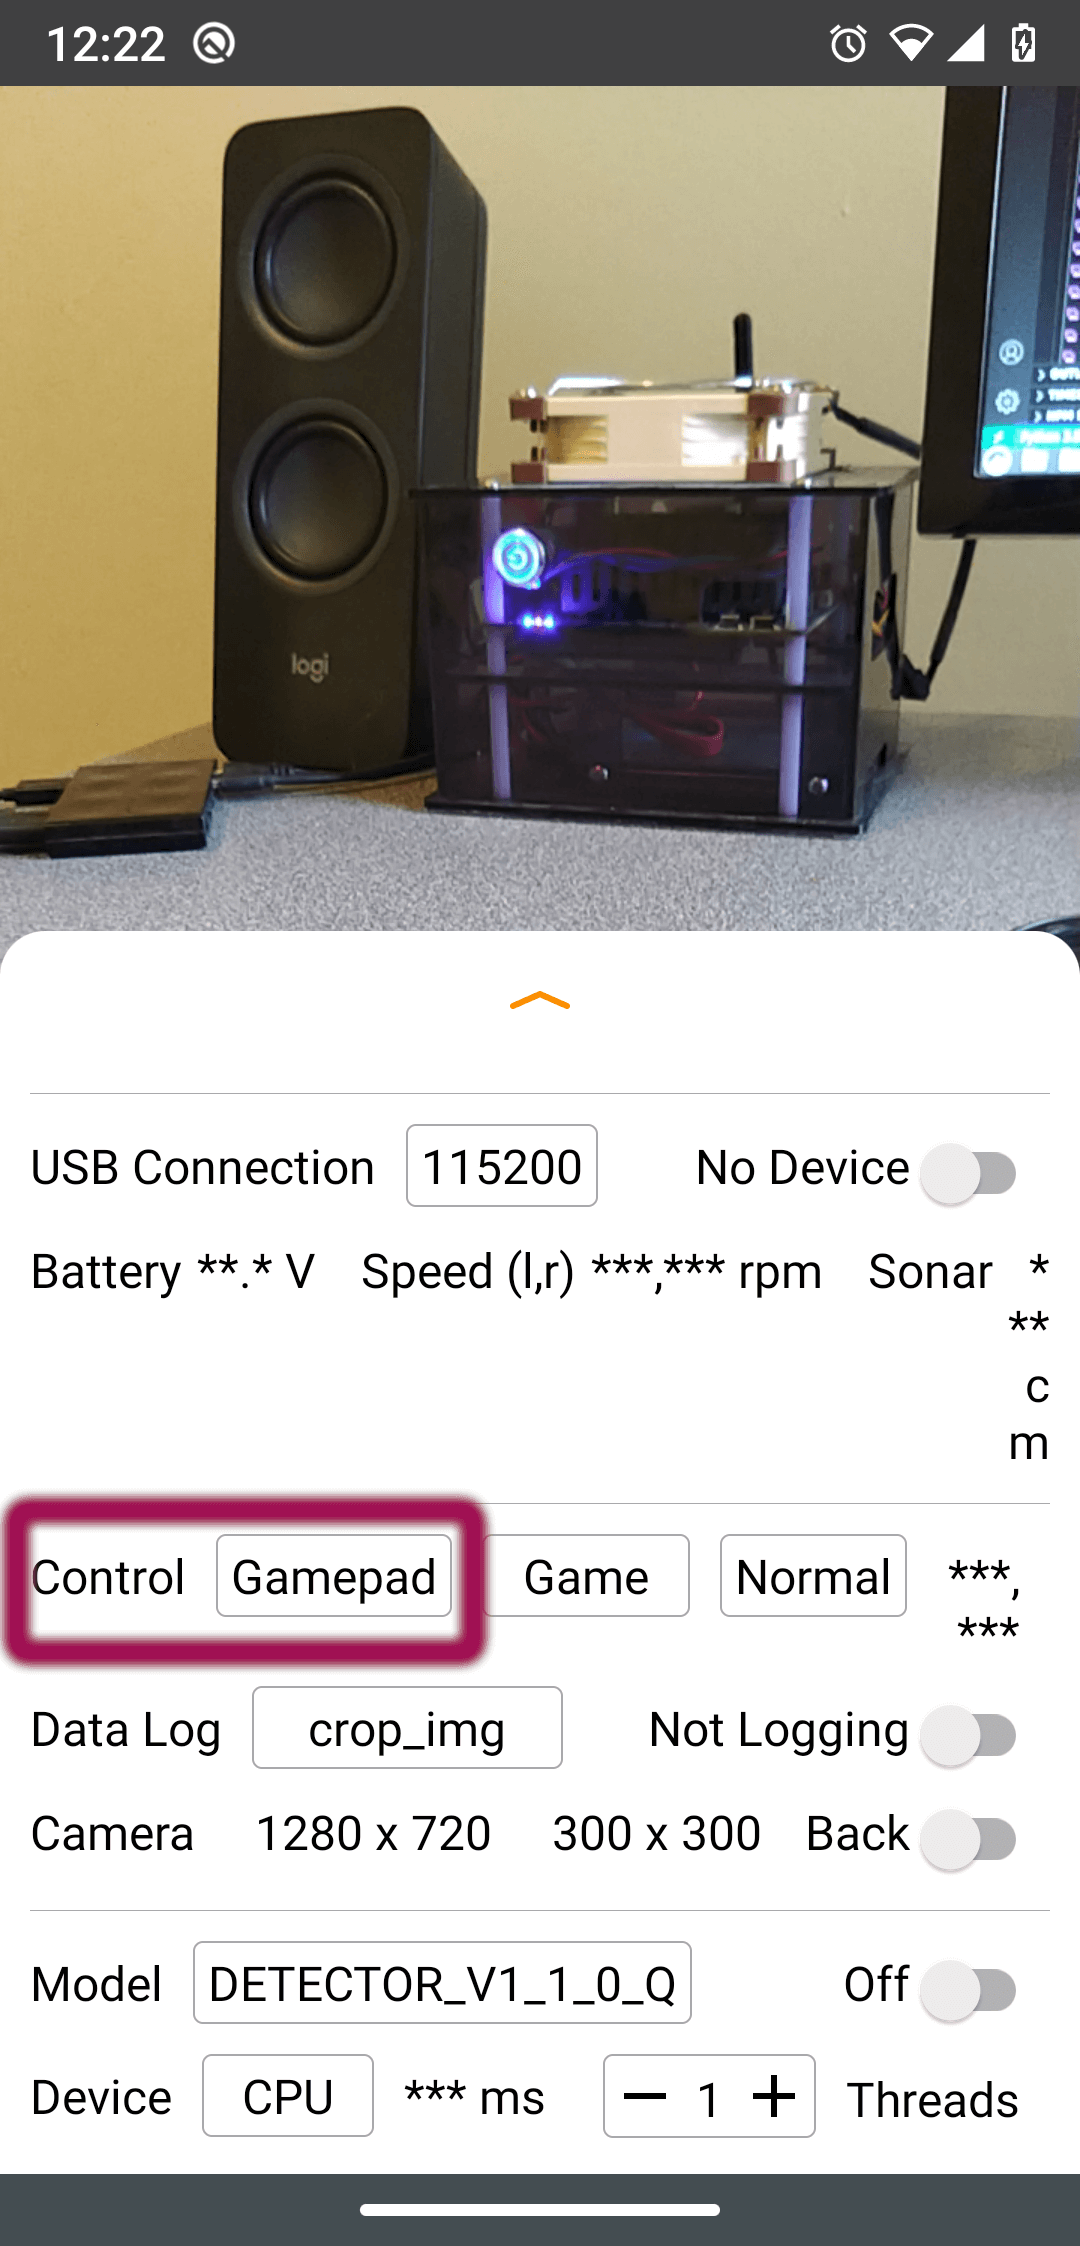 12:22
logi
USB Connection 115200 No Device
Battery **.* V Speed (l,r) ***,*** rpm Sonar *
**
c
m
Control Gamepad Game Normal ***,
***
Data Log crop_img Not Logging
Camera 1280 x 720 300 x 300 Back
Model DETECTOR_V1_1_0_Q Off
Device CPU *** ms 1 Threads